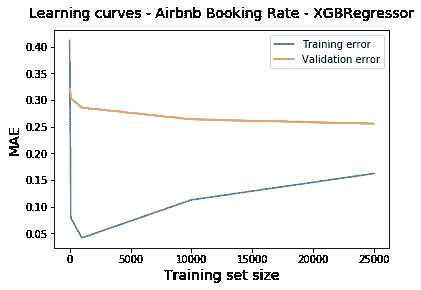 Learning curves - Airbnb Booking Rate - XGBRegressor
Training error
Validation error
MAE
0.40
0.35
0.30
0.25
0.20
0.15
0.10
0.05
0
5000
10000
15000
20000
25000
Training set size